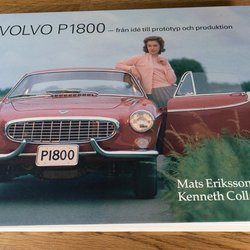 VOLVO P1800 — från idé till prototyp och produktion
P1800
Mats Eriksson
Kenneth Coll